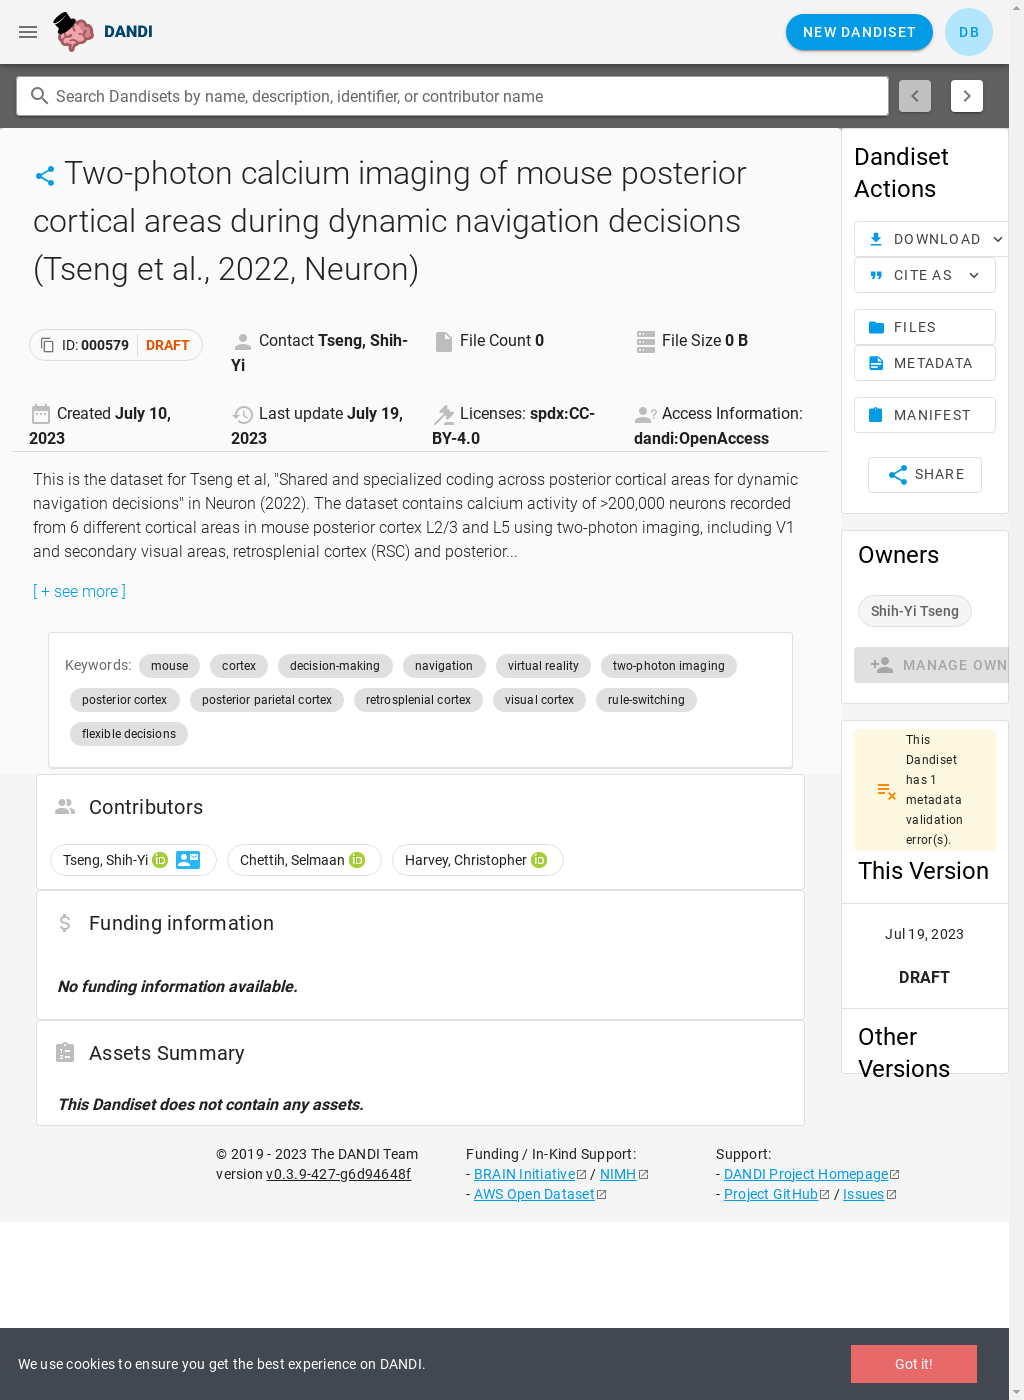 DANDI
NEW DANDISET
DB
Search Dandisets by name, description, identifier, or contributor name
Two-photon calcium imaging of mouse posterior
cortical areas during dynamic navigation decisions
(Tseng et al., 2022, Neuron)
ID: 000579 DRAFT
Contact Tseng, Shih-
Yi
File Count 0
File Size 0 B
Created July 10,
2023
Last update July 19,
2023
Licenses: spdx:CC-
BY-4.0
Access Information:
dandi:OpenAccess
This is the dataset for Tseng et al, "Shared and specialized coding across posterior cortical areas for dynamic
navigation decisions" in Neuron (2022). The dataset contains calcium activity of >200,000 neurons recorded
from 6 different cortical areas in mouse posterior cortex L2/3 and L5 using two-photon imaging, including V1
and secondary visual areas, retrosplenial cortex (RSC) and posterior...
[ + see more ]
Keywords: mouse cortex decision-making navigation virtual reality two-photon imaging
posterior cortex posterior parietal cortex retrosplenial cortex visual cortex rule-switching
flexible decisions
Contributors
Tseng, Shih-Yi iD Chettih, Selmaan iD Harvey, Christopher iD
Funding information
No funding information available.
Assets Summary
This Dandiset does not contain any assets.
Dandiset
Actions
DOWNLOAD
CITE AS
FILES
METADATA
MANIFEST
SHARE
Owners
Shih-Yi Tseng
MANAGE OWN
This
Dandiset
has 1
metadata
validation
error(s).
This Version
Jul 19, 2023
DRAFT
Other
Versions
© 2019 - 2023 The DANDI Team
version v0.3.9-427-g6d94648f
Funding / In-Kind Support:
- BRAIN Initiative / NIMH
- AWS Open Dataset
Support:
- DANDI Project Homepage
- Project GitHub / Issues
We use cookies to ensure you get the best experience on DANDI.
Got it!